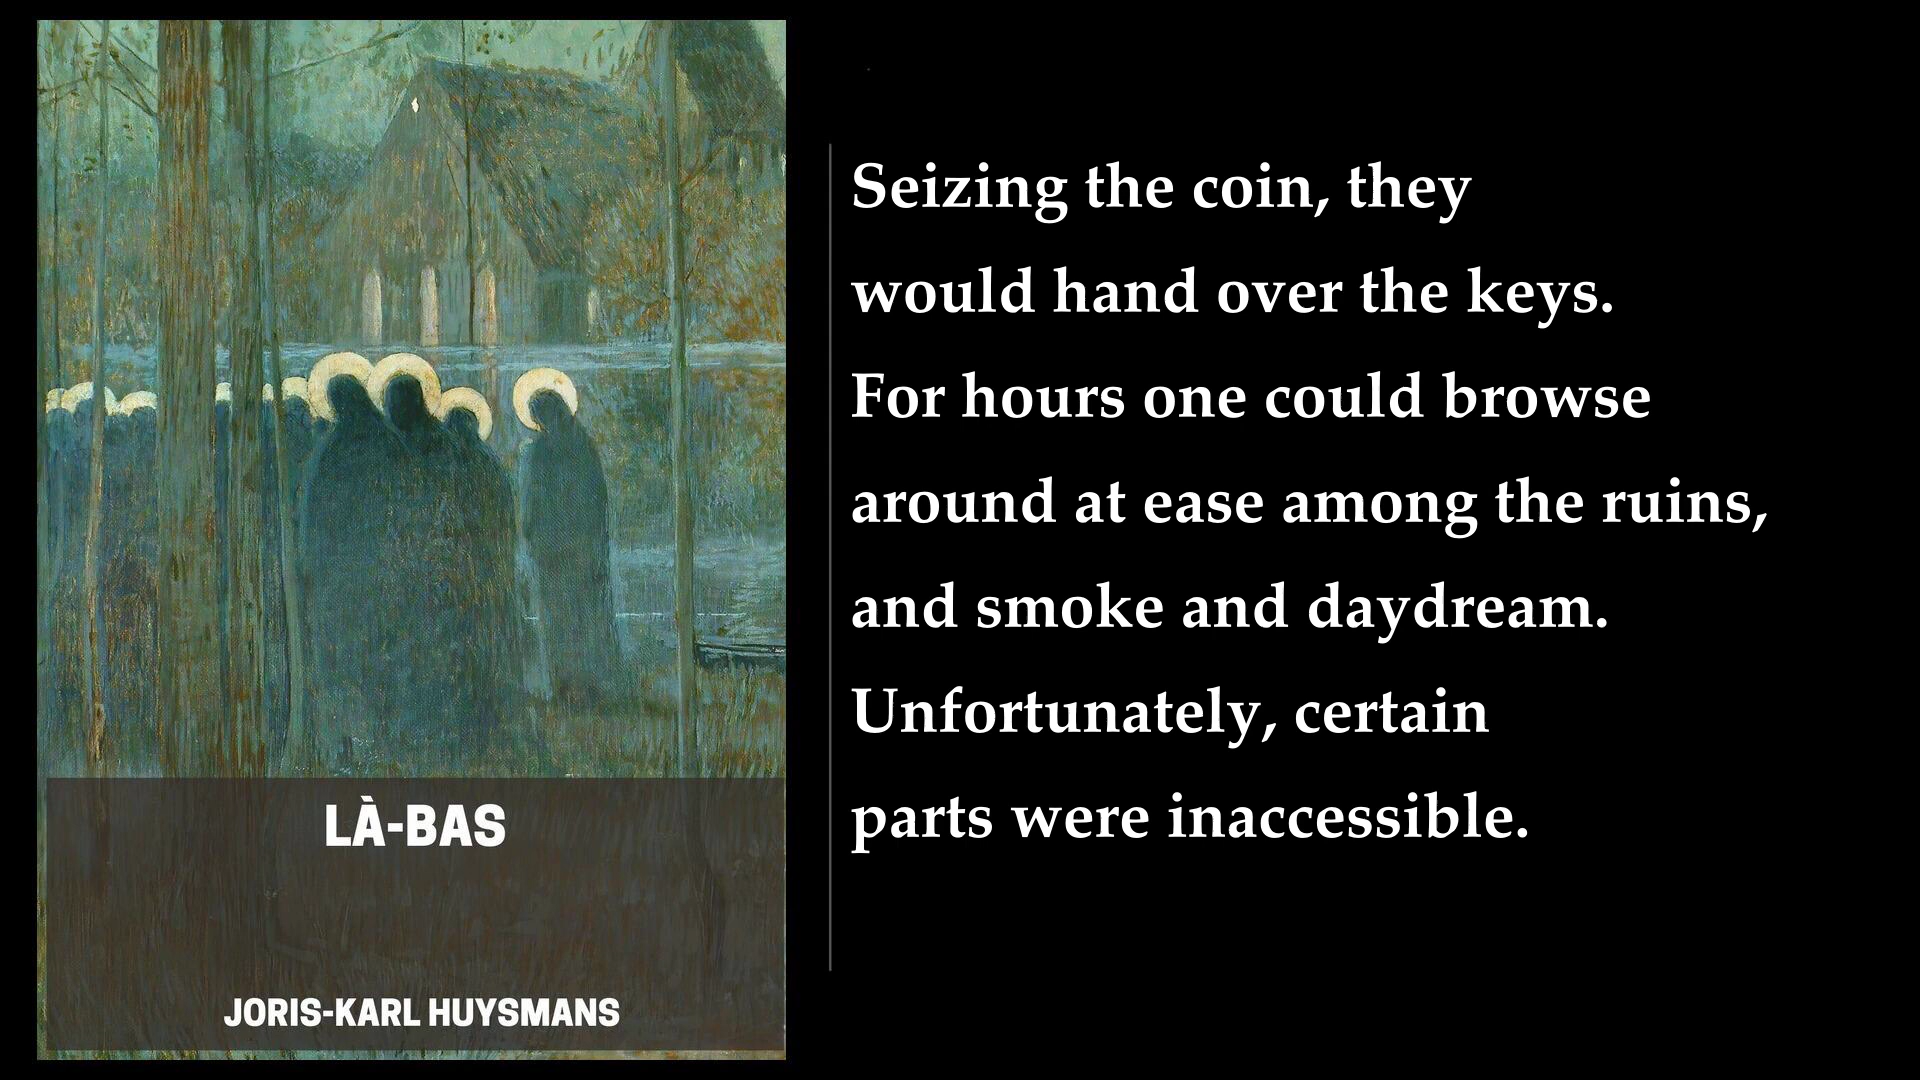 Seizing the coin, they
would hand over the keys.
For hours one could browse
around at ease among the ruins,
and smoke and daydream.
Unfortunately, certain
parts were inaccessible.
LÀ-BAS
JORIS-KARL HUYSMANS